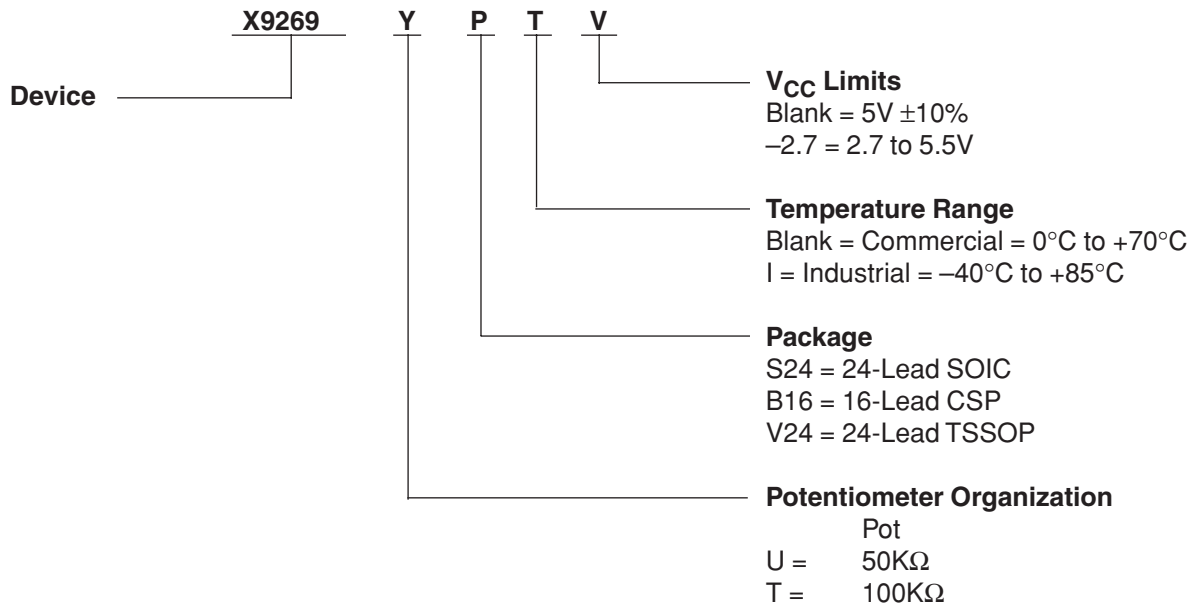 X9269 Y P T V
Device
V_CC Limits
Blank = 5V ±10%
–2.7 = 2.7 to 5.5V
Temperature Range
Blank = Commercial = 0°C to +70°C
I = Industrial = –40°C to +85°C
Package
S24 = 24-Lead SOIC
B16 = 16-Lead CSP
V24 = 24-Lead TSSOP
Potentiometer Organization
Pot
U = 50KΩ
T = 100KΩ